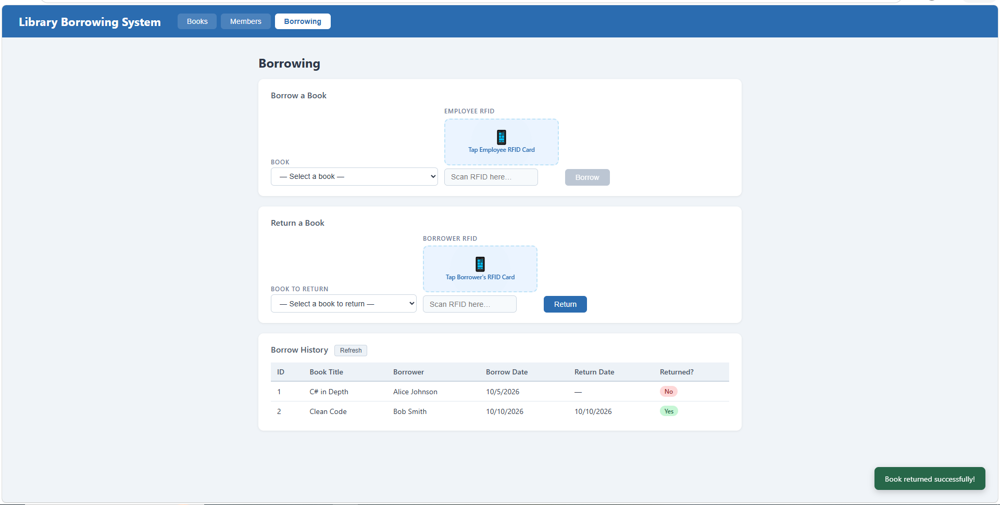 Library Borrowing System Books Members Borrowing
Borrowing
Borrow a Book
EMPLOYEE RFID
Tap Employee RFID Card
BOOK
— Select a book — Scan RFID here... Borrow
Return a Book
BORROWER RFID
Tap Borrower's RFID Card
BOOK TO RETURN
— Select a book to return — Scan RFID here... Return
Borrow History Refresh
ID Book Title Borrower Borrow Date Return Date Returned?
1 C# in Depth Alice Johnson 10/5/2026 — No
2 Clean Code Bob Smith 10/10/2026 10/10/2026 Yes
Book returned successfully!